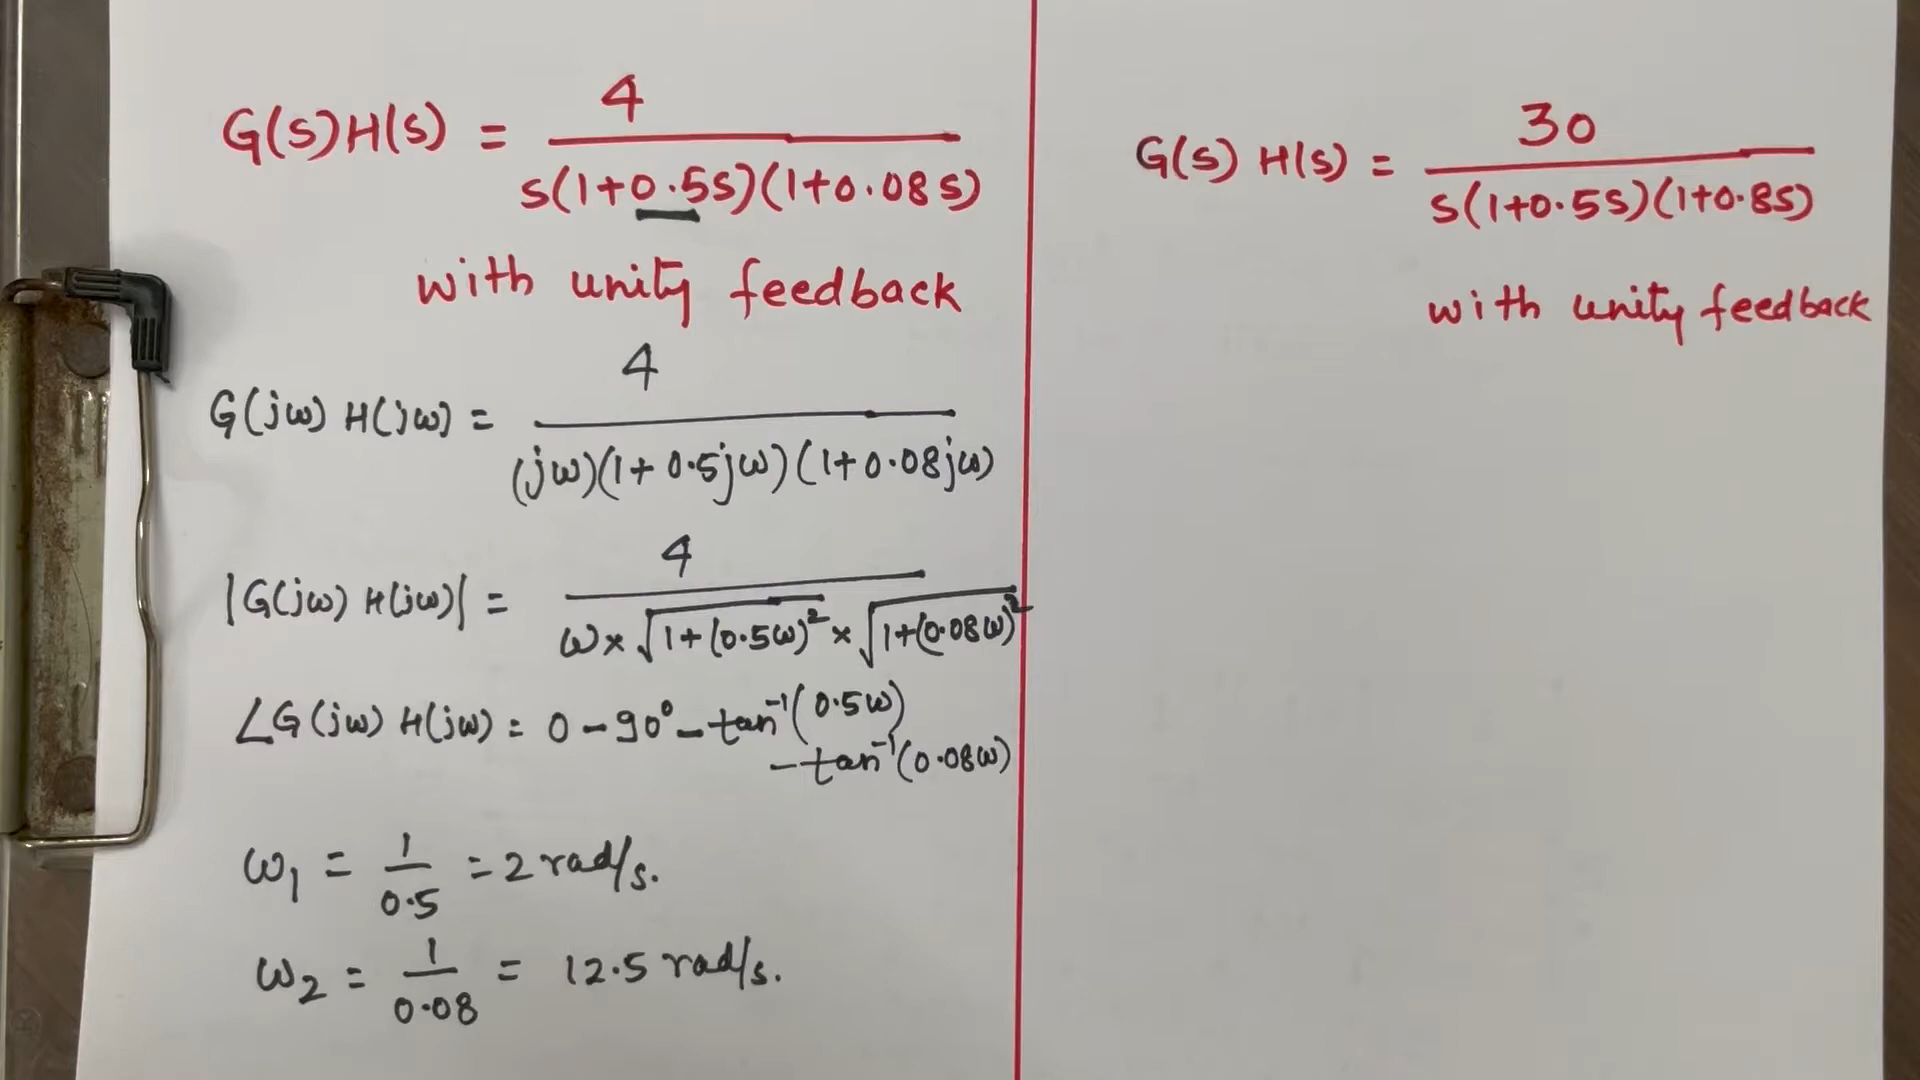 G(s)H(s) = 4 / s(1+0.5s)(1+0.08s)
with unity feedback
G(jω) H(jω) = 4 / (jω)(1+0.5jω)(1+0.08jω)
|G(jω) H(jω)| = 4 / ω×√1+(0.5ω)²×√1+(0.08ω)²
∠G(jω) H(jω) = 0-90°-tan⁻¹(0.5ω)
-tan⁻¹(0.08ω)
ω₁ = 1/0.5 = 2 rad/s.
ω₂ = 1/0.08 = 12.5 rad/s.
G(s) H(s) = 30 / s(1+0.5s)(1+0.8s)
with unity feedback